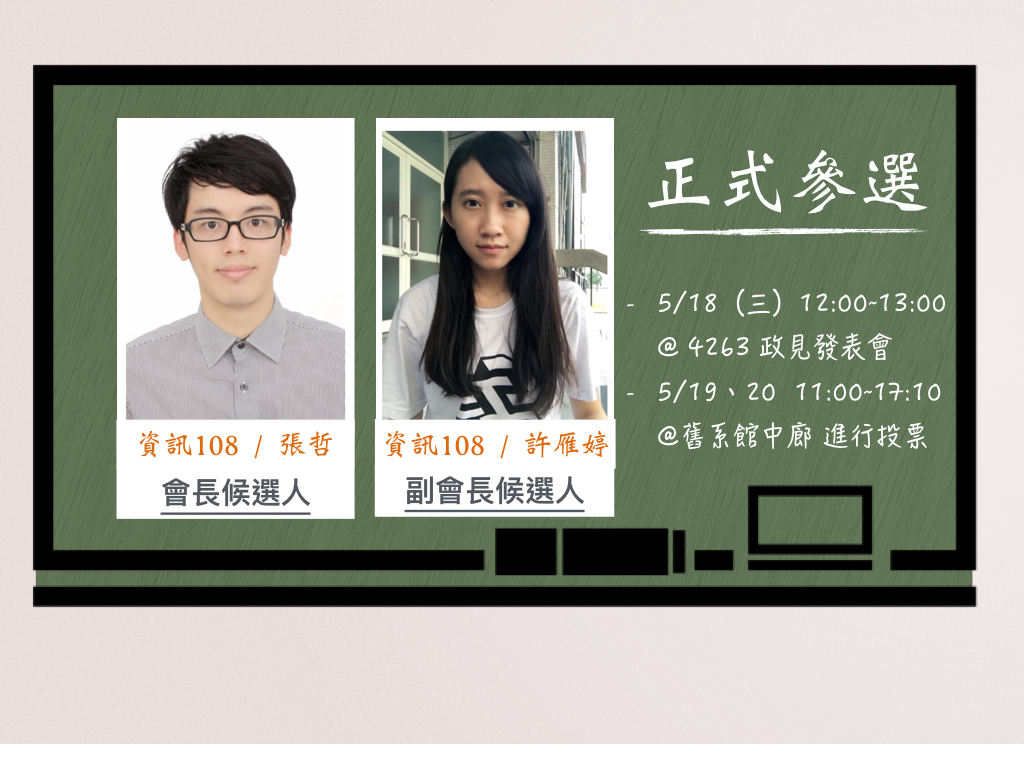 正式參選
- 5/18 (三) 12:00~13:00
@ 4263 政見發表會
- 5/19、20 11:00~17:10
@舊系館中廊 進行投票
資訊108 / 張哲
會長候選人
資訊108 / 許雁婷
副會長候選人